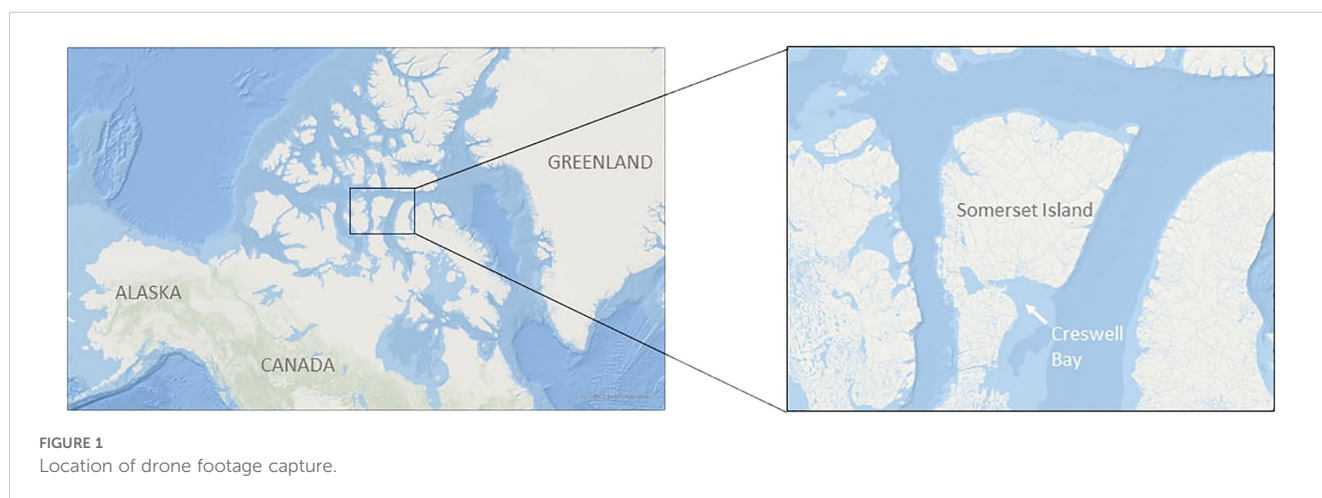 GREENLAND
ALASKA
CANADA
Somerset Island
Creswell
Bay
FIGURE 1
Location of drone footage capture.